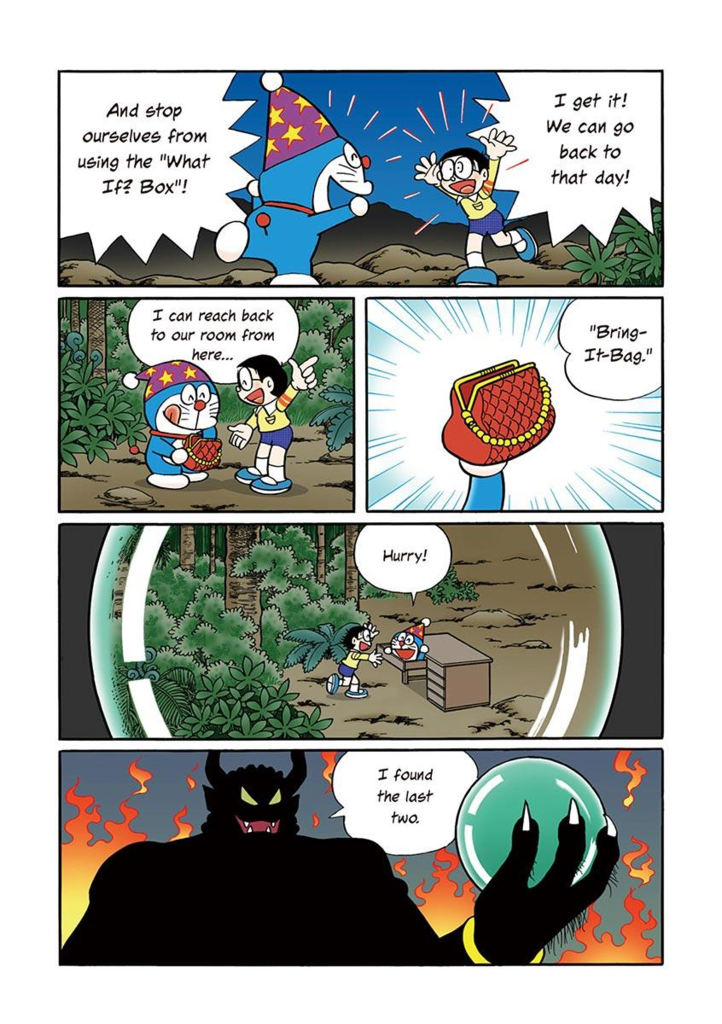 I get it!
We can go
back to
that day!
And stop
ourselves from
using the "What
If? Box"!
"Bring-
It-Bag."
I can reach back
to our room from
here...
Hurry!
I found
the last
two.